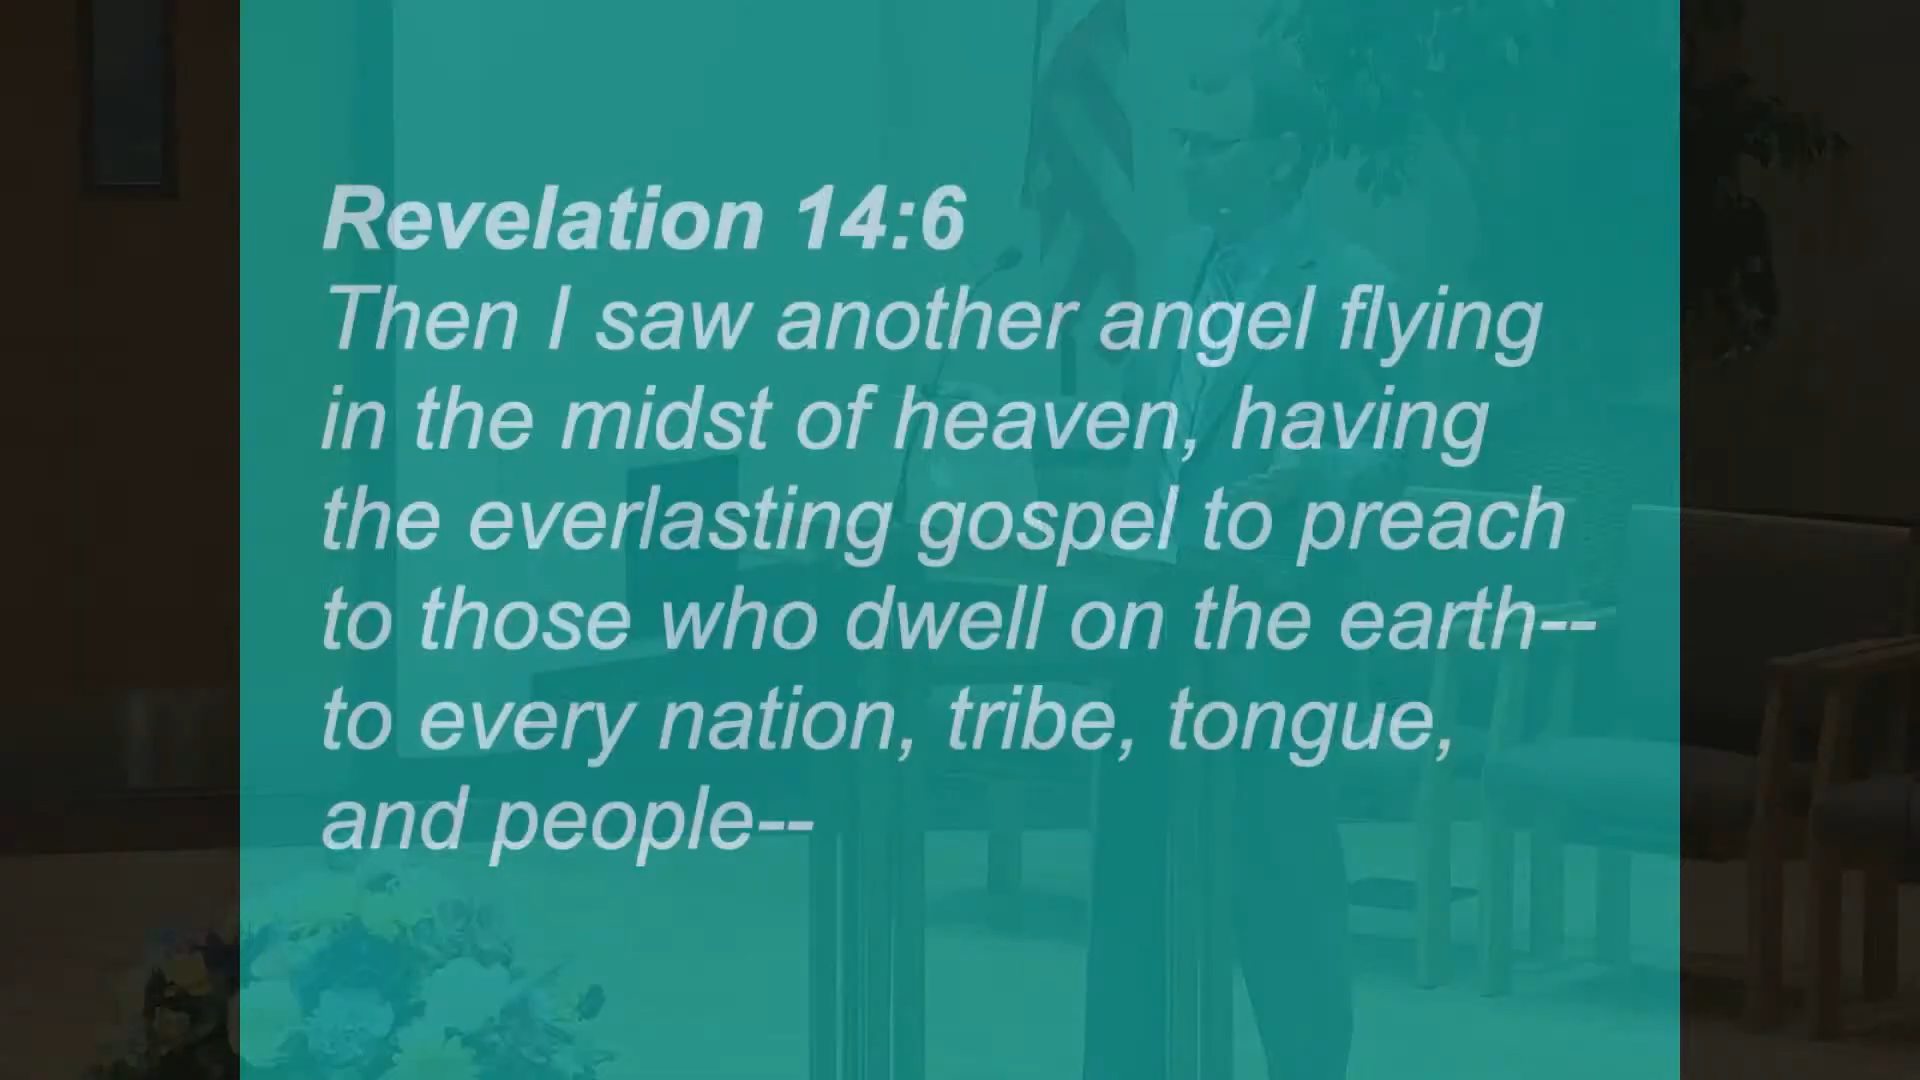 Revelation 14:6
Then I saw another angel flying
in the midst of heaven, having
the everlasting gospel to preach
to those who dwell on the earth--
to every nation, tribe, tongue,
and people--